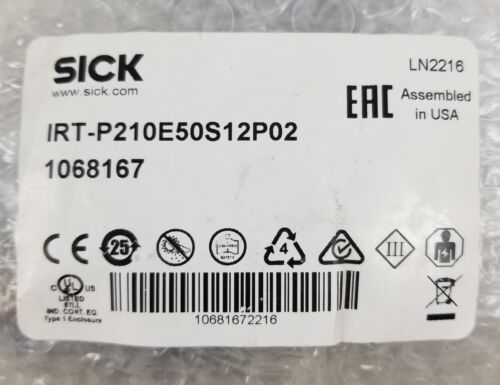 SICK
www.sick.com
LN2216
EAC
Assembled
in USA
IRT-P210E50S12P02
1068167
CE
25
4
III
C UL US
LISTED
IND. CONT. EQ.
Type 1 Enclosure
10681672216